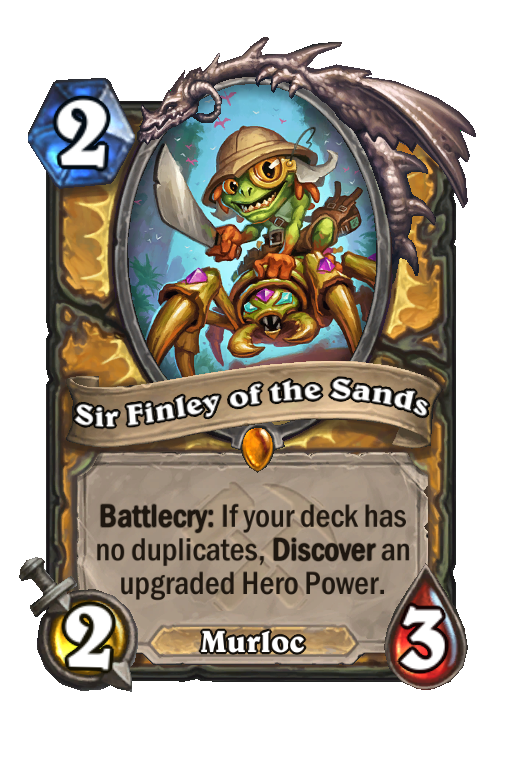 2
Sir Finley of the Sands
Battlecry: If your deck has
no duplicates, Discover an
upgraded Hero Power.
2
Murloc
3